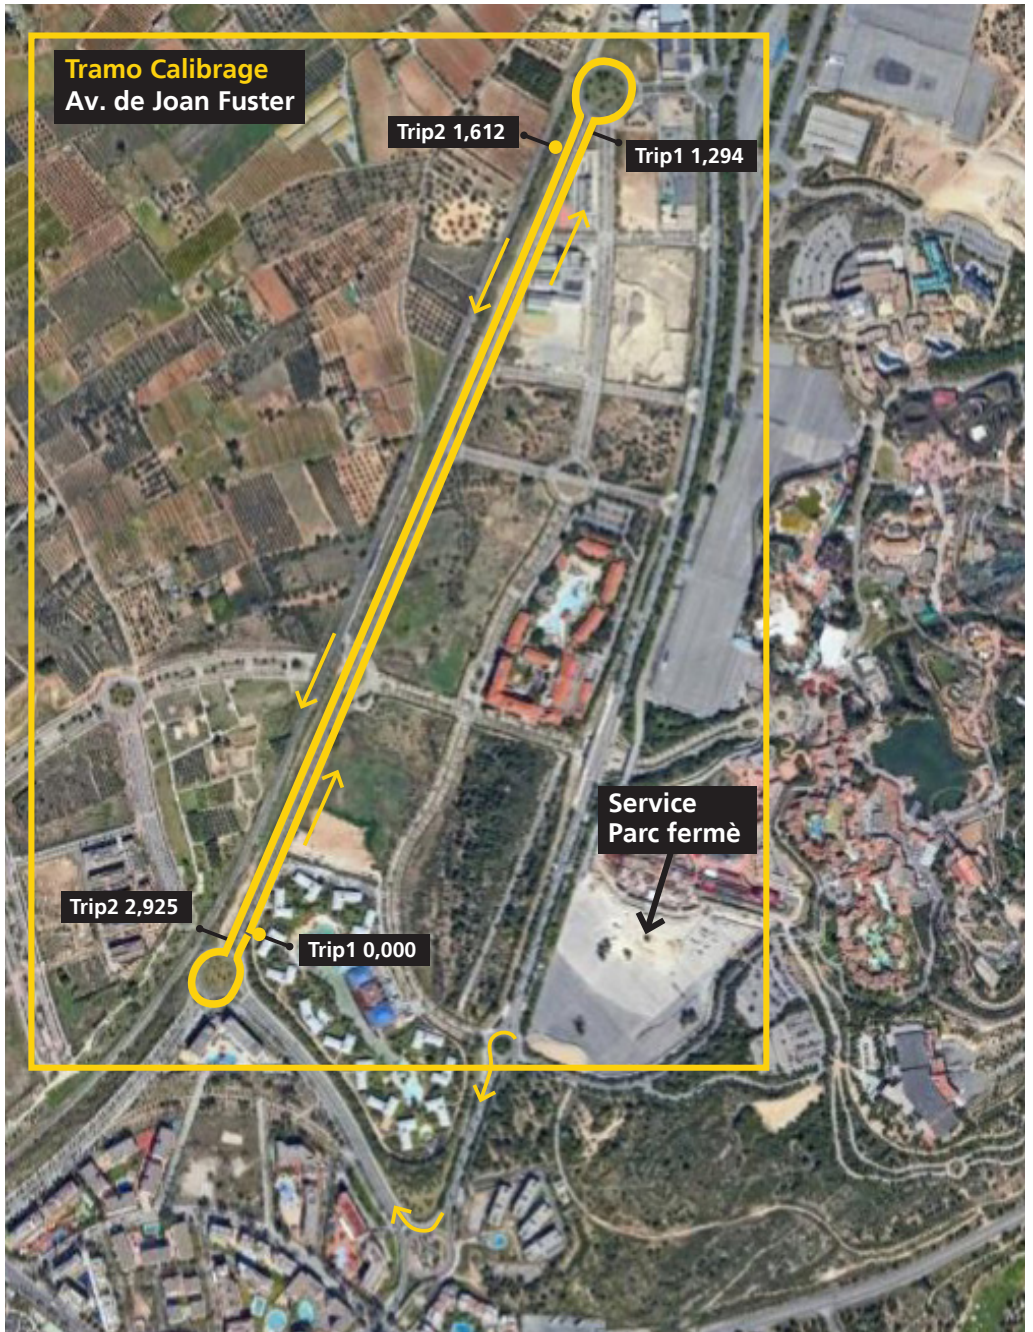 Tramo Calibrage
Av. de Joan Fuster
Trip2 1,612
Trip1 1,294
Service
Parc fermè
Trip2 2,925
Trip1 0,000